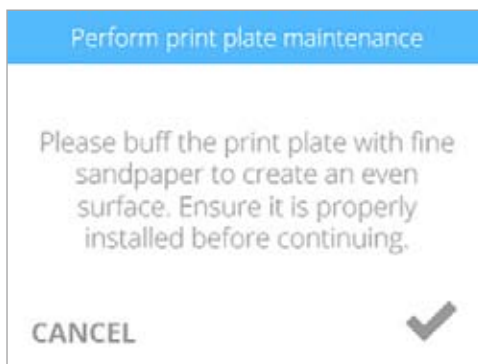 Perform print plate maintenance
Please buff the print plate with fine
sandpaper to create an even
surface. Ensure it is properly
installed before continuing.
CANCEL